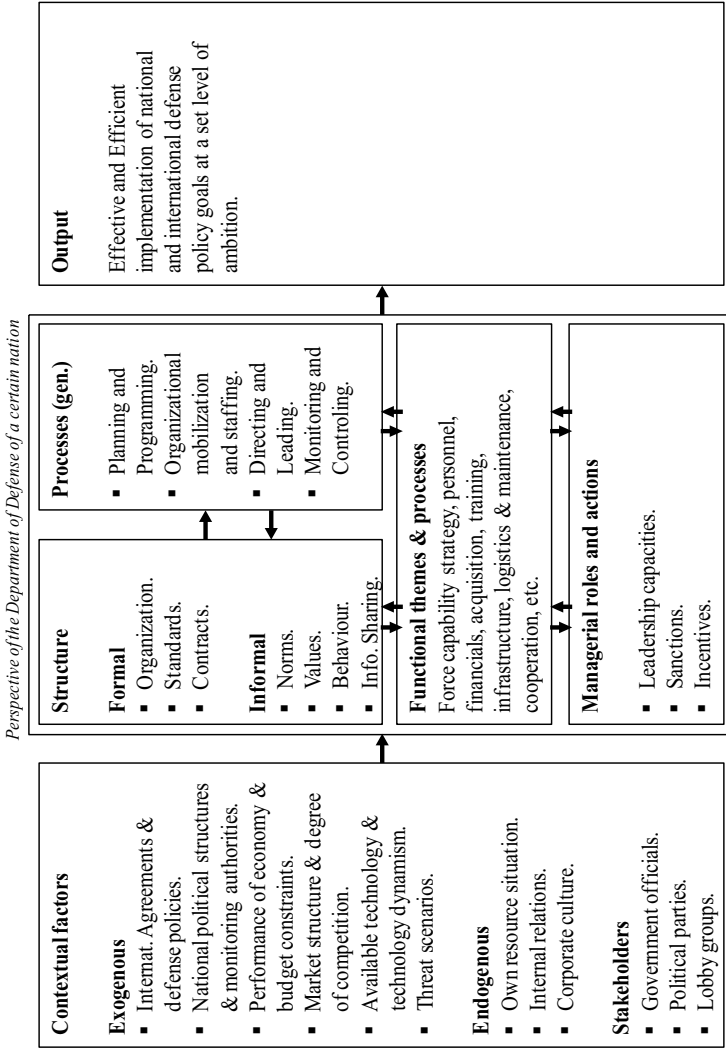 Perspective of the Department of Defense of a certain nation
Contextual factors
Exogenous
▪ Internat. Agreements &
defense policies.
▪ National political structures
& monitoring authorities.
▪ Performance of economy &
budget constraints.
▪ Market structure & degree
of competition.
▪ Available technology &
technology dynamism.
▪ Threat scenarios.
Endogenous
▪ Own resource situation.
▪ Internal relations.
▪ Corporate culture.
Stakeholders
▪ Government officials.
▪ Political parties.
▪ Lobby groups.
Structure
Formal
▪ Organization.
▪ Standards.
▪ Contracts.
Informal
▪ Norms.
▪ Values.
▪ Behaviour.
▪ Info. Sharing.
Processes (gen.)
▪ Planning and
Programming.
▪ Organizational
mobilization
and staffing.
▪ Directing and
Leading.
▪ Monitoring and
Controling.
Functional themes & processes
Force capability strategy, personnel,
financials, acquisition, training,
infrastructure, logistics & maintenance,
cooperation, etc.
Managerial roles and actions
▪ Leadership capacities.
▪ Sanctions.
▪ Incentives.
Output
Effective and Efficient
implementation of national
and international defense
policy goals at a set level of
ambition.